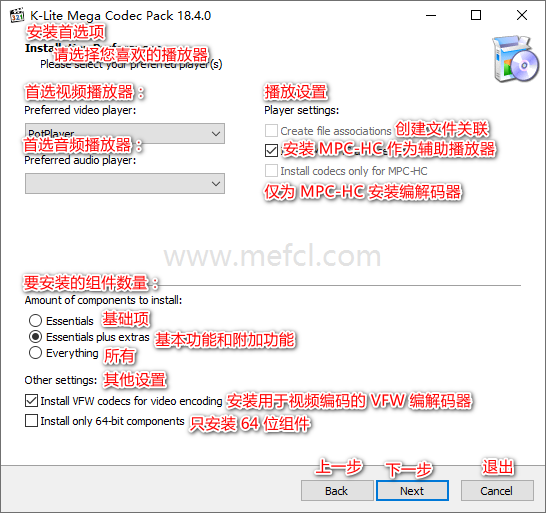 K-Lite Mega Codec Pack 18.4.0
安装首选项
请选择您喜欢的播放器
Please select your preferred player(s)
首选视频播放器：
播放设置
Preferred video player:
Player settings:
PotPlayer
Create file associations 创建文件关联
首选音频播放器：
安装 MPC-HC 作为辅助播放器
Preferred audio player:
Install codecs only for MPC-HC
仅为 MPC-HC 安装编解码器
www.mefcl.com
要安装的组件数量：
Amount of components to install:
Essentials 基础项
Essentials plus extras 基本功能和附加功能
Everything 所有
Other settings: 其他设置
Install VFW codecs for video encoding 安装用于视频编码的 VFW 编解码器
Install only 64-bit components 只安装 64 位组件
上一步 下一步 退出
Back Next Cancel